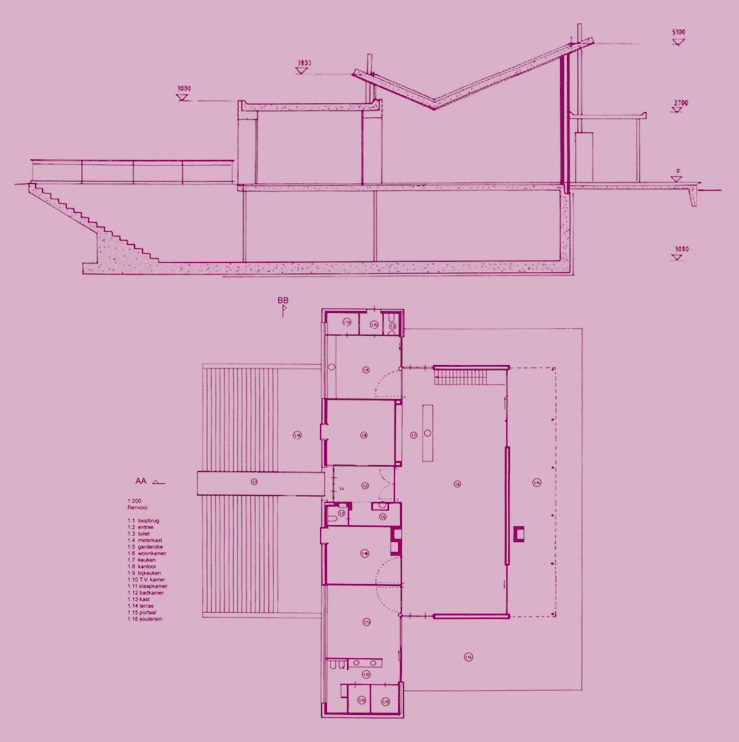 5100
3800
3000
2700
P
3000-
BB
AA
1:200
Renvooi
1.1 loopbrug
1.2 entree
1.3 toilet
1.4 meterkast
1.5 garderobe
1.6 woonkamer
1.7 keuken
1.8 kantoor
1.9 bijkeuken
1.10 T.V. kamer
1.11 slaapkamer
1.12 badkamer
1.13 kast
1.14 terras
1.15 portaal
1.16 souterain